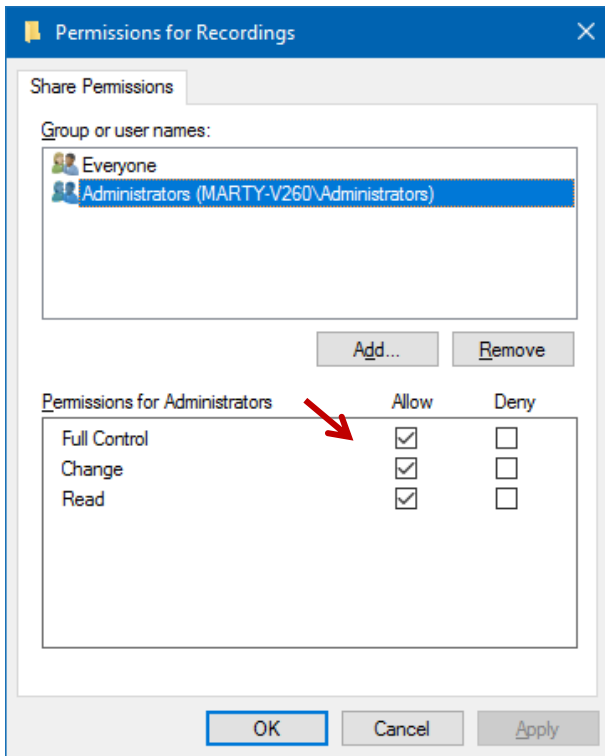 Permissions for Recordings
Share Permissions
Group or user names:
Everyone
Administrators (MARTY-V260\Administrators)
Add...
Remove
Permissions for Administrators Allow Deny
Full Control
Change
Read
OK
Cancel
Apply